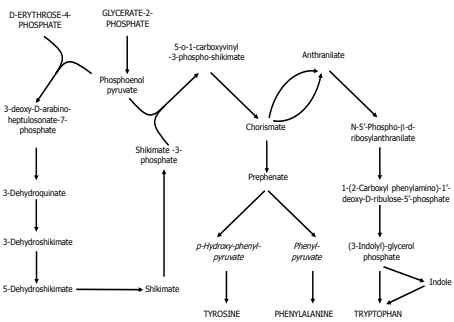 D-ERYTHROSE-4-
PHOSPHATE
GLYCERATE-2-
PHOSPHATE
5-o-1-carboxyvinyl
-3-phospho-shikimate
Anthranilate
Phosphoenol
pyruvate
3-deoxy-D-arabino-
heptulosonate-7-
phosphate
Chorismate
N-5′-Phospho-β-d-
ribosylanthranilate
Shikimate -3-
phosphate
Prephenate
3-Dehydroquinate
1-(2-Carboxyl phenylamino)-1′-
deoxy-D-ribulose-5′-phosphate
3-Dehydroshikimate
p-Hydroxy-phenyl-
pyruvate
Phenyl-
pyruvate
(3-Indolyl)-glycerol
phosphate
Indole
5-Dehydroshikimate
Shikimate
TYROSINE
PHENYLALANINE
TRYPTOPHAN